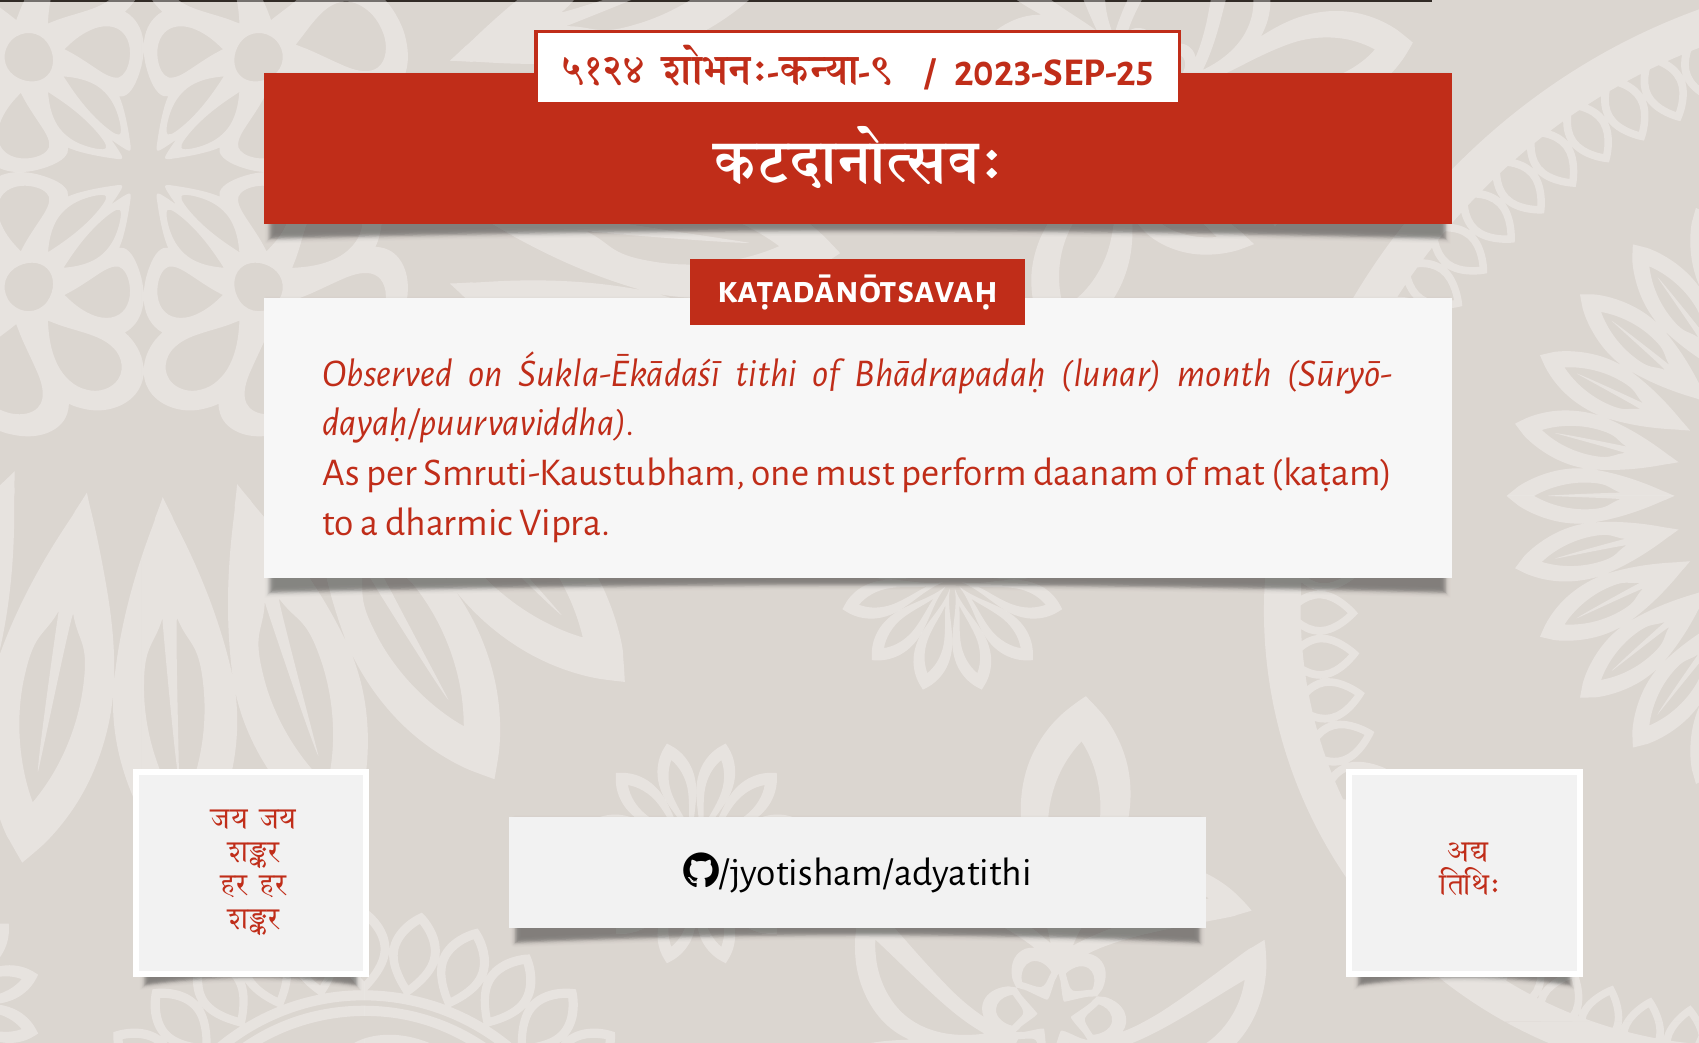 ५१२४ शोभनः-कन्या-९ / 2023-SEP-25
कटदानोत्सवः
KAṬADĀNŌTSAVAḤ
Observed on Śukla-Ēkādaśī tithi of Bhādrapadaḥ (lunar) month (Sūryō-
dayaḥ/puurvaviddha).
As per Smruti-Kaustubham, one must perform daanam of mat (kaṭam)
to a dharmic Vipra.
जय जय
शङ्कर
हर हर
शङ्कर
/jyotisham/adyatithi
अद्य
तिथिः